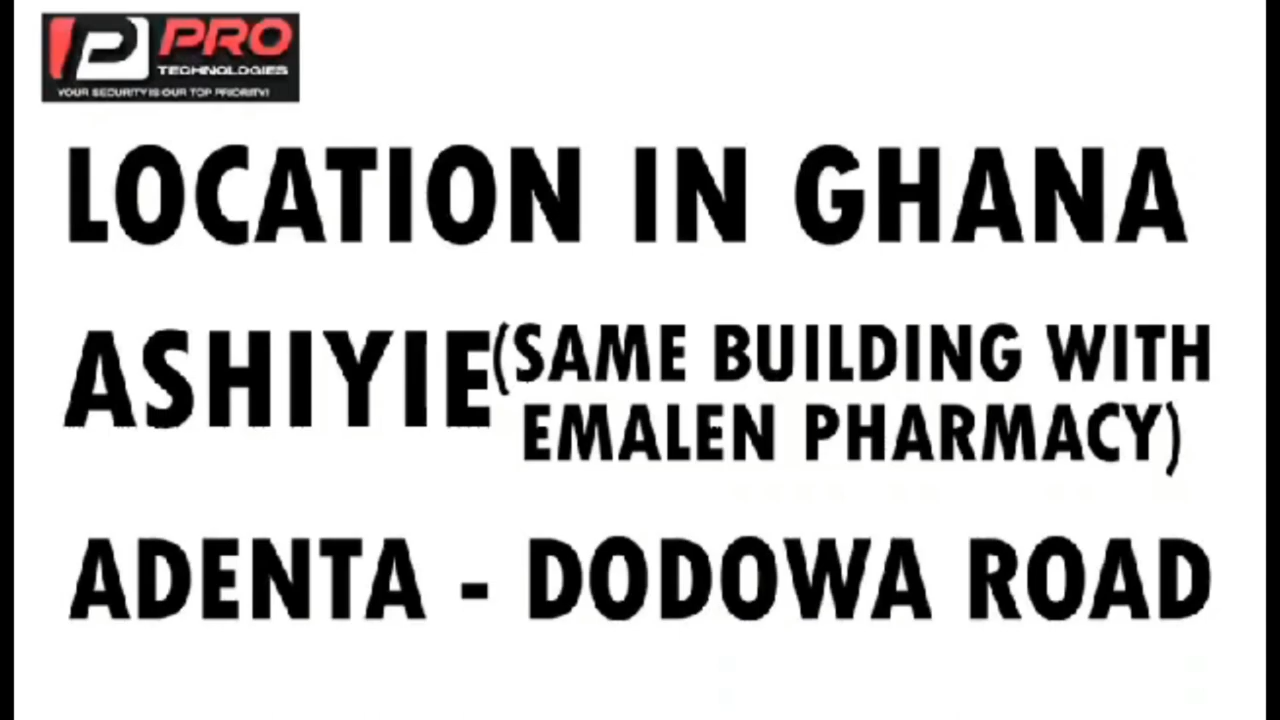 PRO
TECHNOLOGIES
YOUR SECURITY IS OUR TOP PRIORITY!
LOCATION IN GHANA
ASHIYIE (SAME BUILDING WITH
EMALEN PHARMACY)
ADENTA - DODOWA ROAD